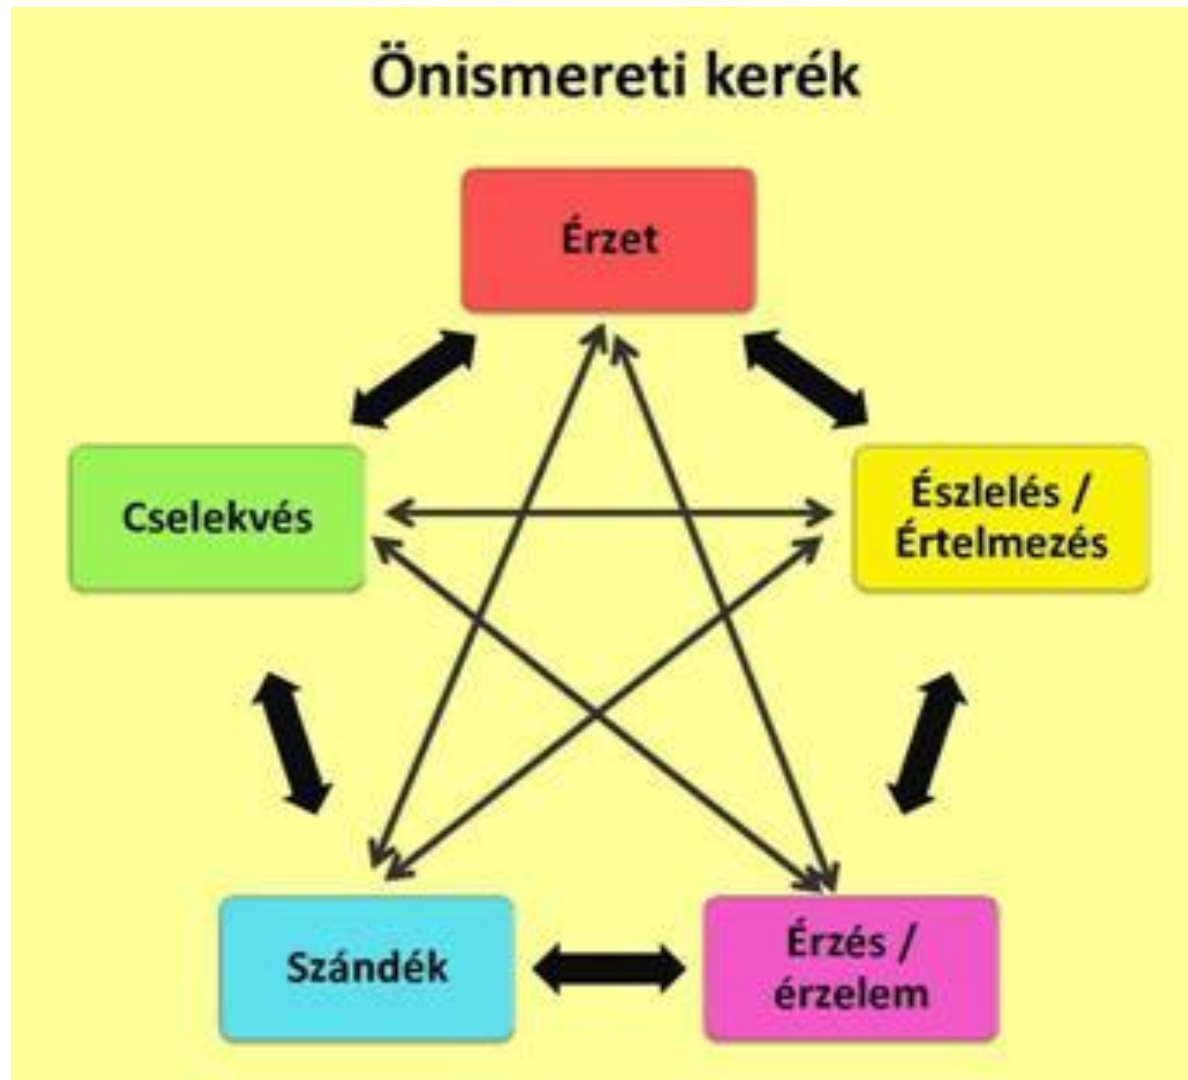 Önismereti kerék
Érzet
Cselekvés
Észlelés /
Értelmezés
Szándék
Érzés /
érzelem